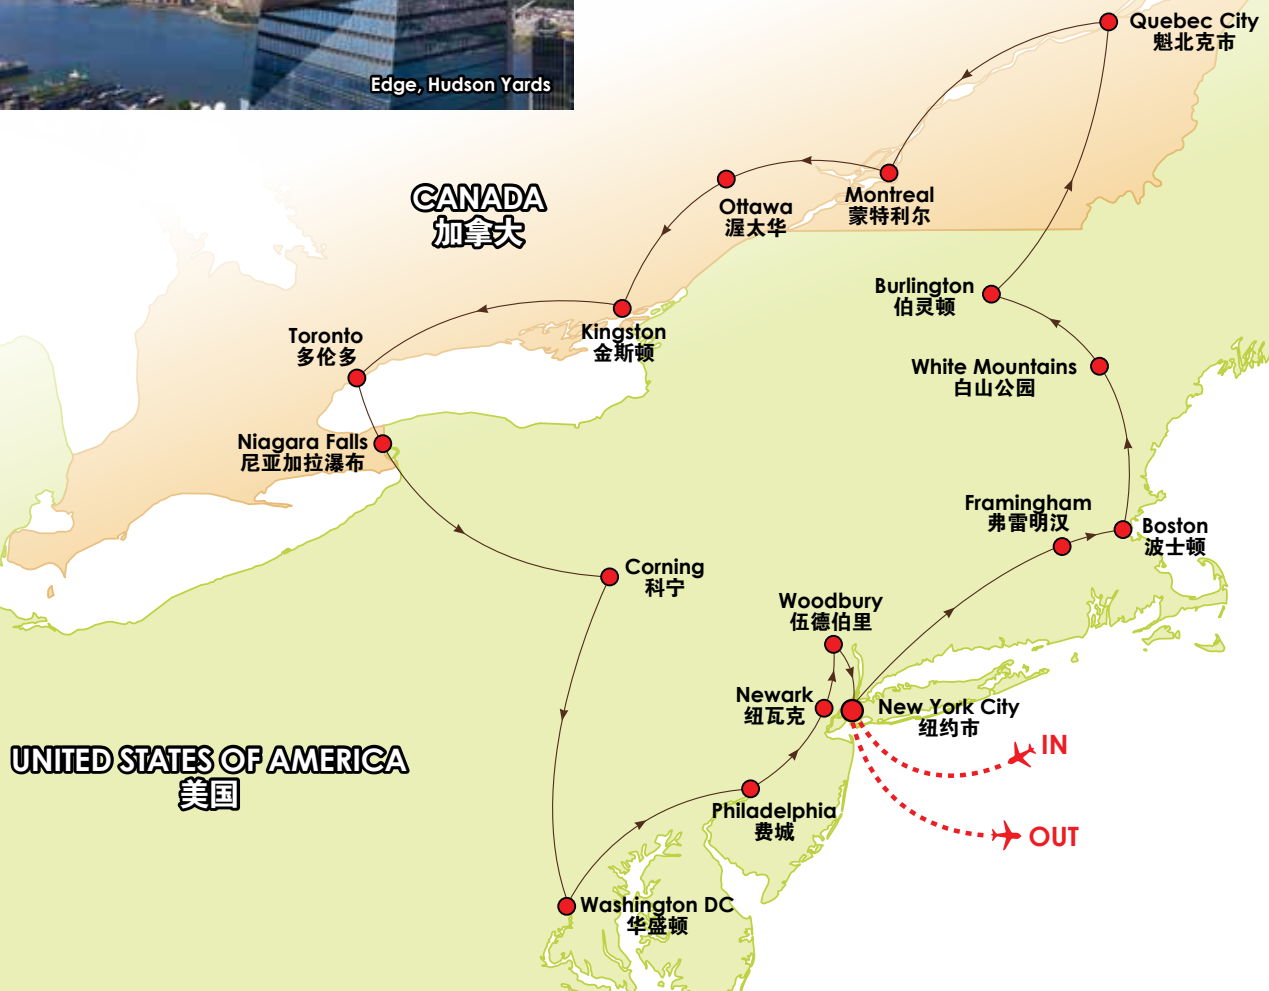 Edge, Hudson Yards
Quebec City
魁北克市
CANADA
加拿大
Ottawa
渥太华
Montreal
蒙特利尔
Burlington
伯灵顿
Kingston
金斯顿
Toronto
多伦多
White Mountains
白山公园
Niagara Falls
尼亚加拉瀑布
Framingham
弗雷明汉
Boston
波士顿
Corning
科宁
Woodbury
伍德伯里
Newark
纽瓦克
New York City
纽约市
IN
UNITED STATES OF AMERICA
美国
Philadelphia
费城
OUT
Washington DC
华盛顿